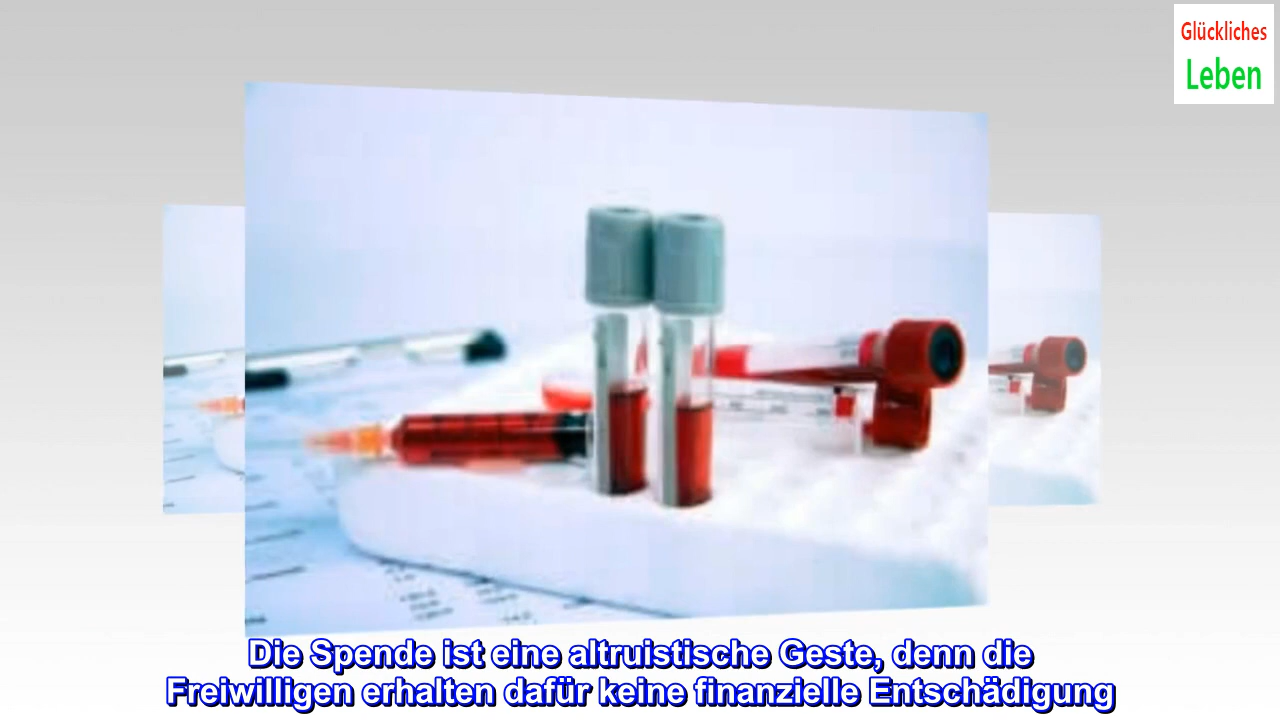 Glückliches
Leben
Die Spende ist eine altruistische Geste, denn die
Freiwilligen erhalten dafür keine finanzielle Entschädigung